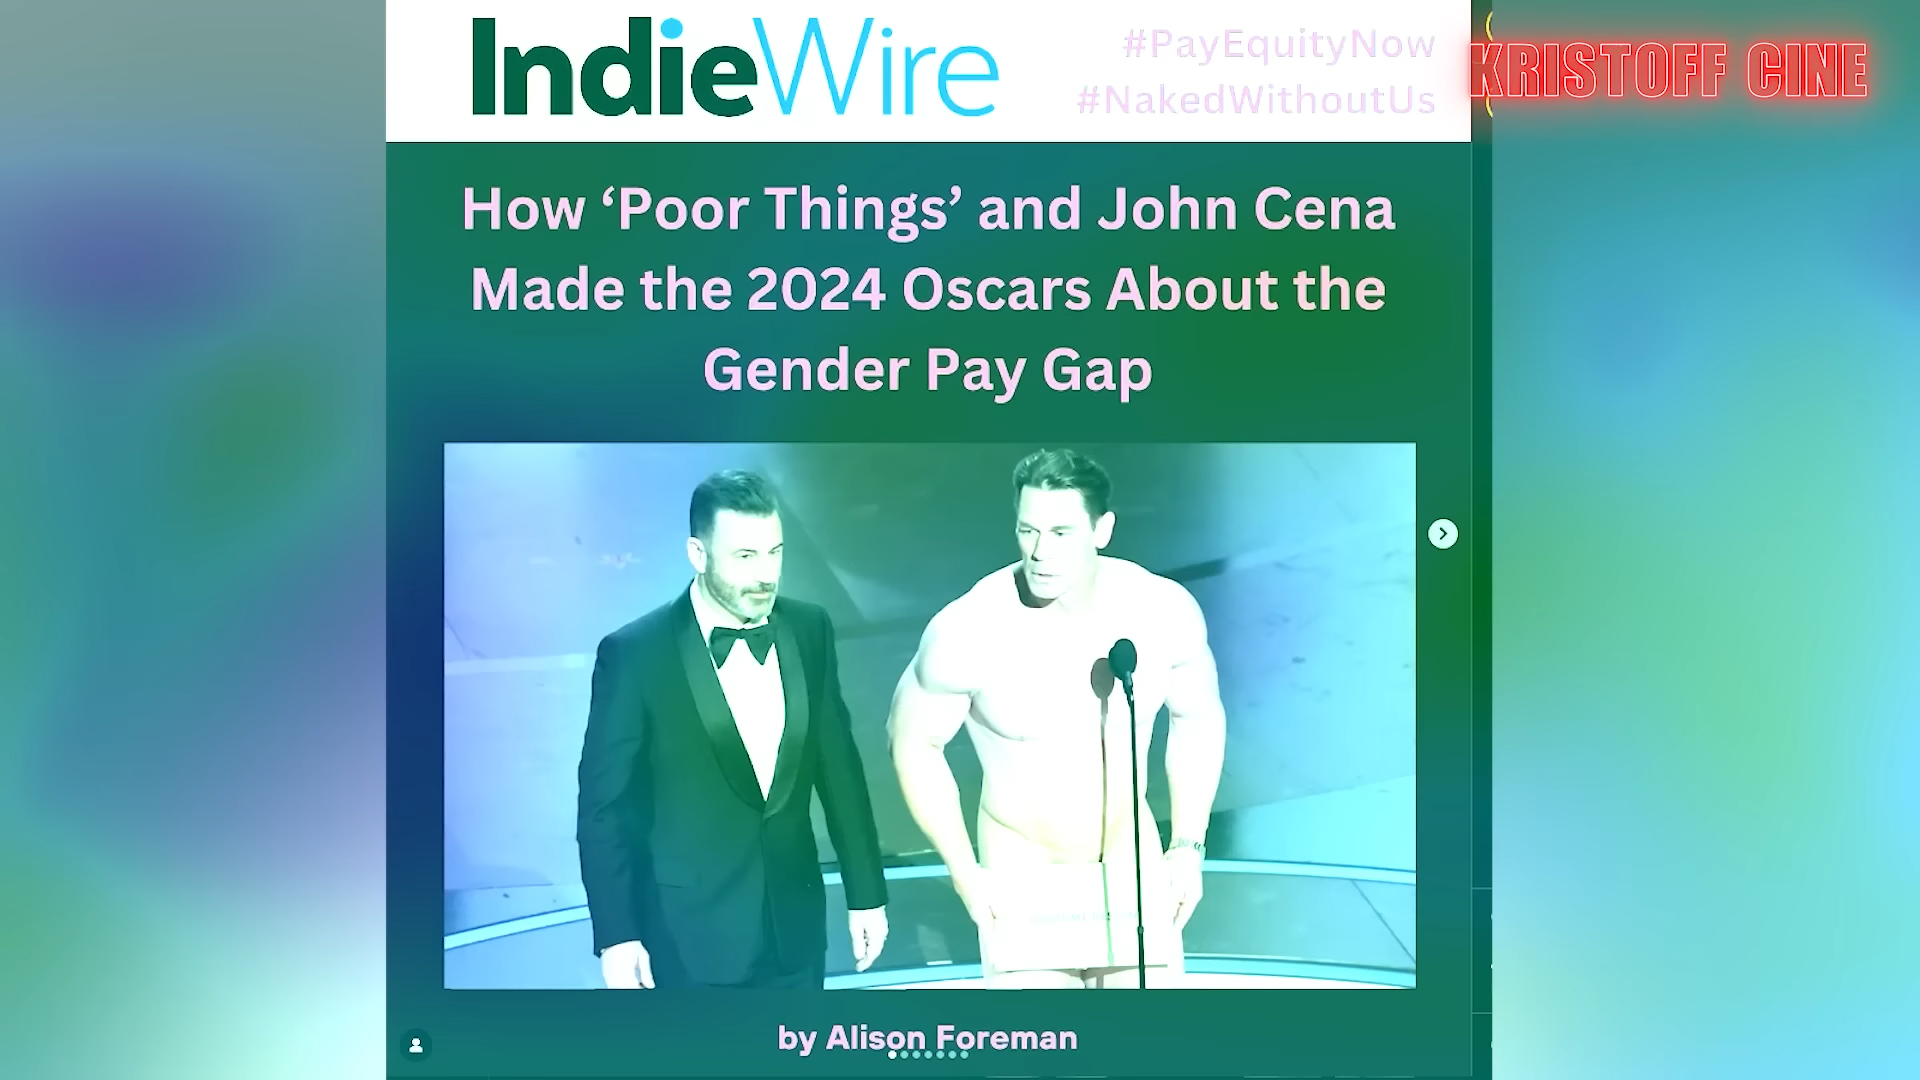 IndieWire
#PayEquityNow
#NakedWithoutUs
KRISTOFF CINE
How ‘Poor Things’ and John Cena
Made the 2024 Oscars About the
Gender Pay Gap
by Alison Foreman